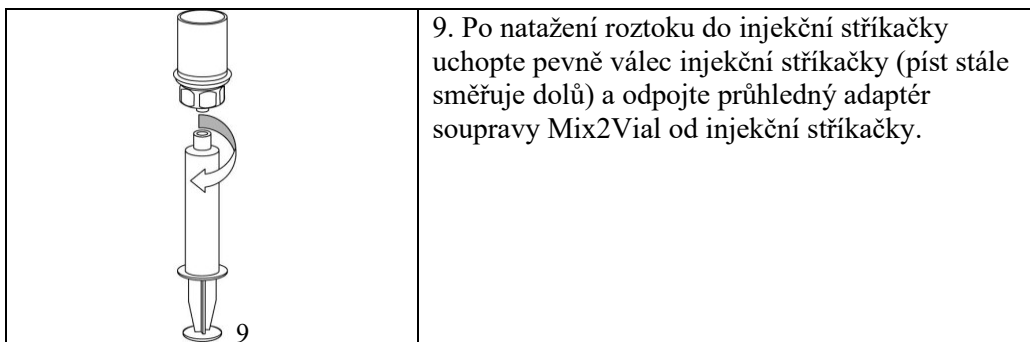 9. Po natažení roztoku do injekční stříkačky
uchopte pevně válec injekční stříkačky (píst stále
směřuje dolů) a odpojte průhledný adaptér
soupravy Mix2Vial od injekční stříkačky.
9